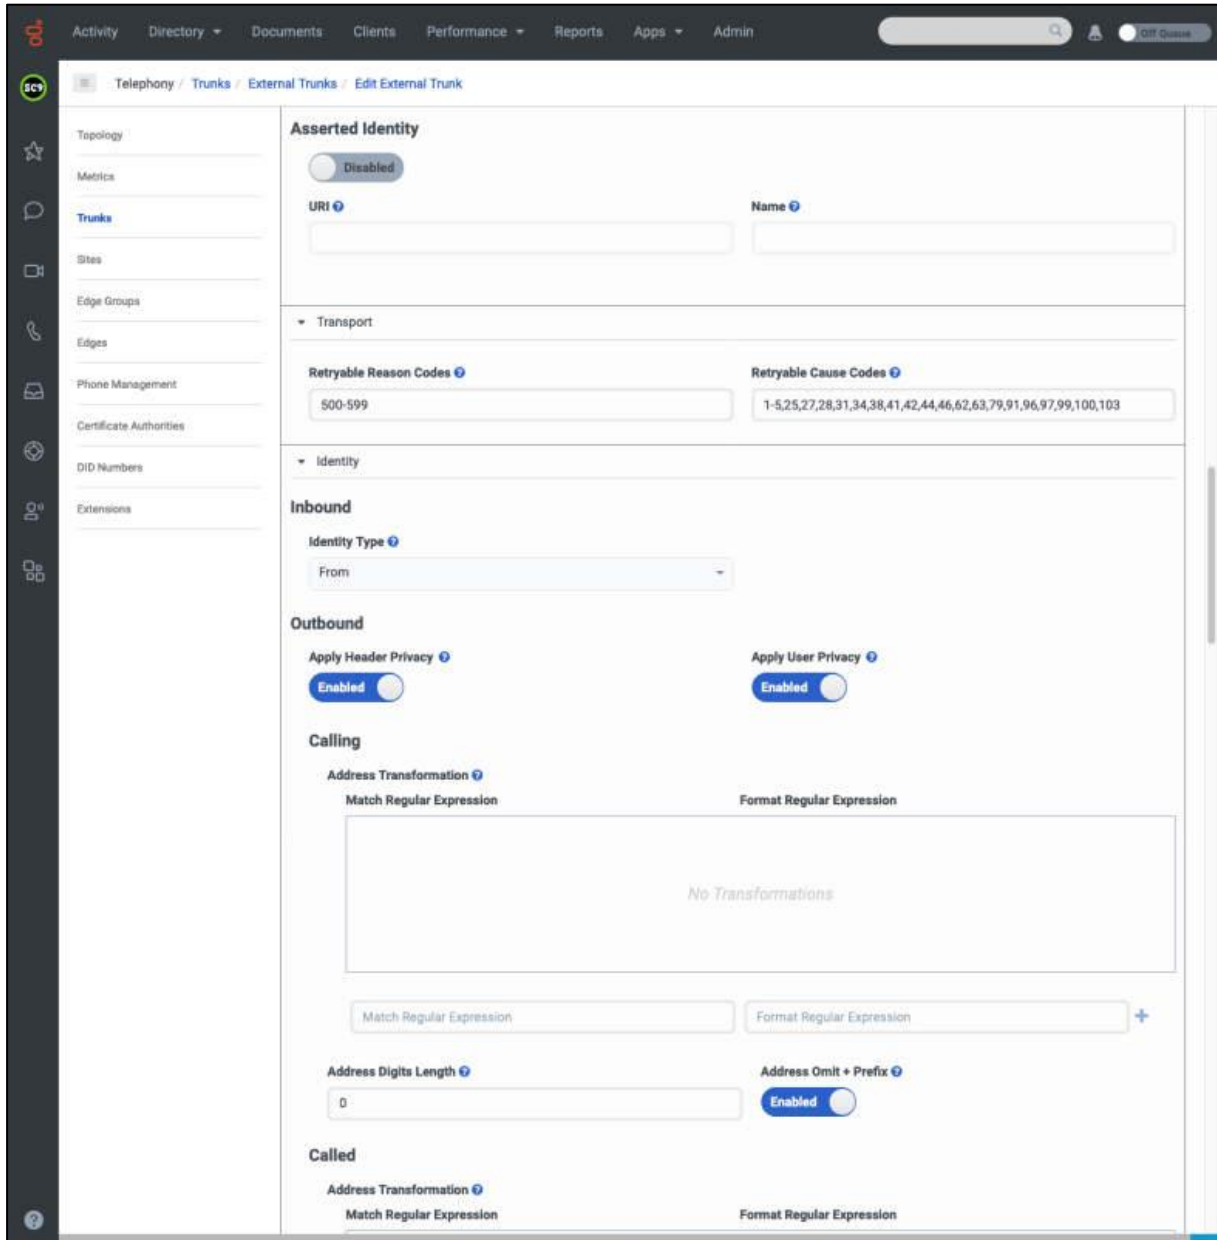 Activity Directory Documents Clients Performance Reports Apps Admin Off Queue
SC9 Telephony / Trunks / External Trunks / Edit External Trunk
Topology
Metrics
Trunks
Sites
Edge Groups
Edges
Phone Management
Certificate Authorities
DID Numbers
Extensions
Asserted Identity
Disabled
URI Name
Transport
Retryable Reason Codes Retryable Cause Codes
500-599 1-5,25,27,28,31,34,38,41,42,44,46,62,63,79,91,96,97,99,100,103
Identity
Inbound
Identity Type
From
Outbound
Apply Header Privacy Apply User Privacy
Enabled Enabled
Calling
Address Transformation
Match Regular Expression Format Regular Expression
No Transformations
Match Regular Expression Format Regular Expression +
Address Digits Length Address Omit + Prefix
0 Enabled
Called
Address Transformation
Match Regular Expression Format Regular Expression